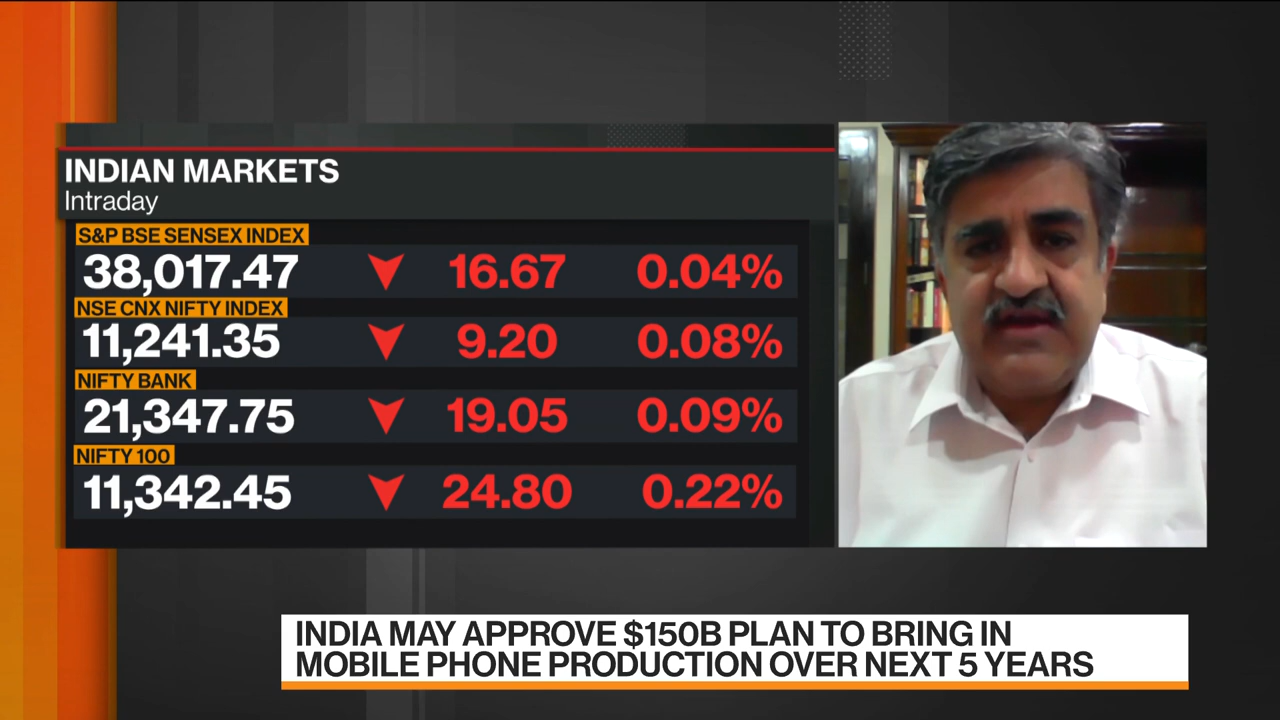 INDIAN MARKETS
Intraday
S&P BSE SENSEX INDEX
38,017.47 16.67 0.04%
NSE CNX NIFTY INDEX
11,241.35 9.20 0.08%
NIFTY BANK
21,347.75 19.05 0.09%
NIFTY 100
11,342.45 24.80 0.22%
INDIA MAY APPROVE $150B PLAN TO BRING IN
MOBILE PHONE PRODUCTION OVER NEXT 5 YEARS